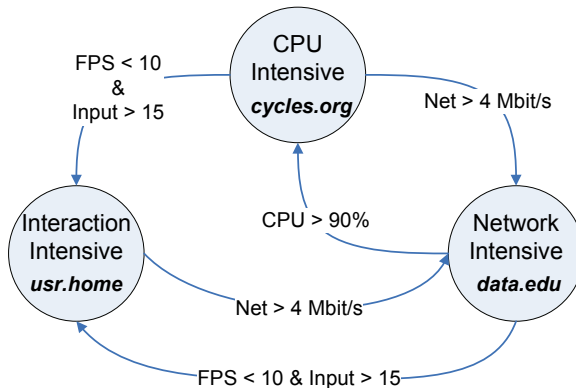 CPU
Intensive
cycles.org
FPS < 10
&
Input > 15
Net > 4 Mbit/s
CPU > 90%
Interaction
Intensive
usr.home
Network
Intensive
data.edu
Net > 4 Mbit/s
FPS < 10 & Input > 15